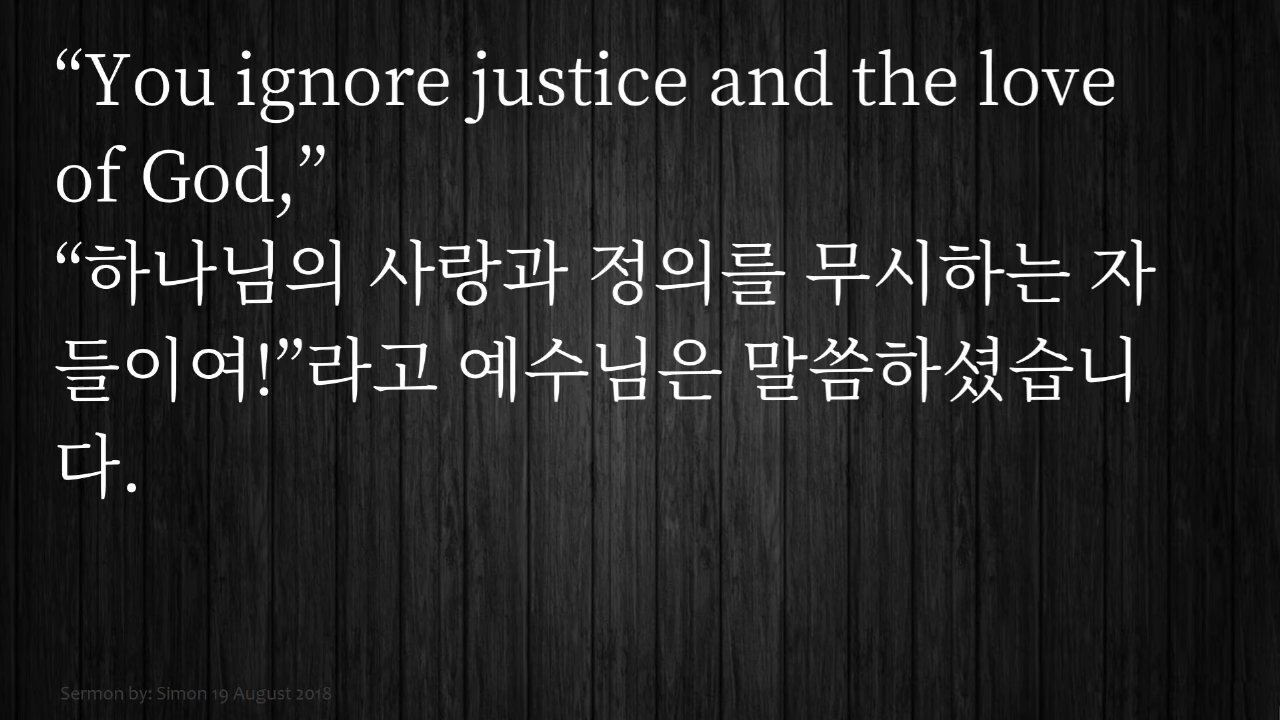 “You ignore justice and the love
of God,”
“하나님의 사랑과 정의를 무시하는 자
들이여!”라고 예수님은 말씀하셨습니
다.
Sermon by: Simon 19 August 2018